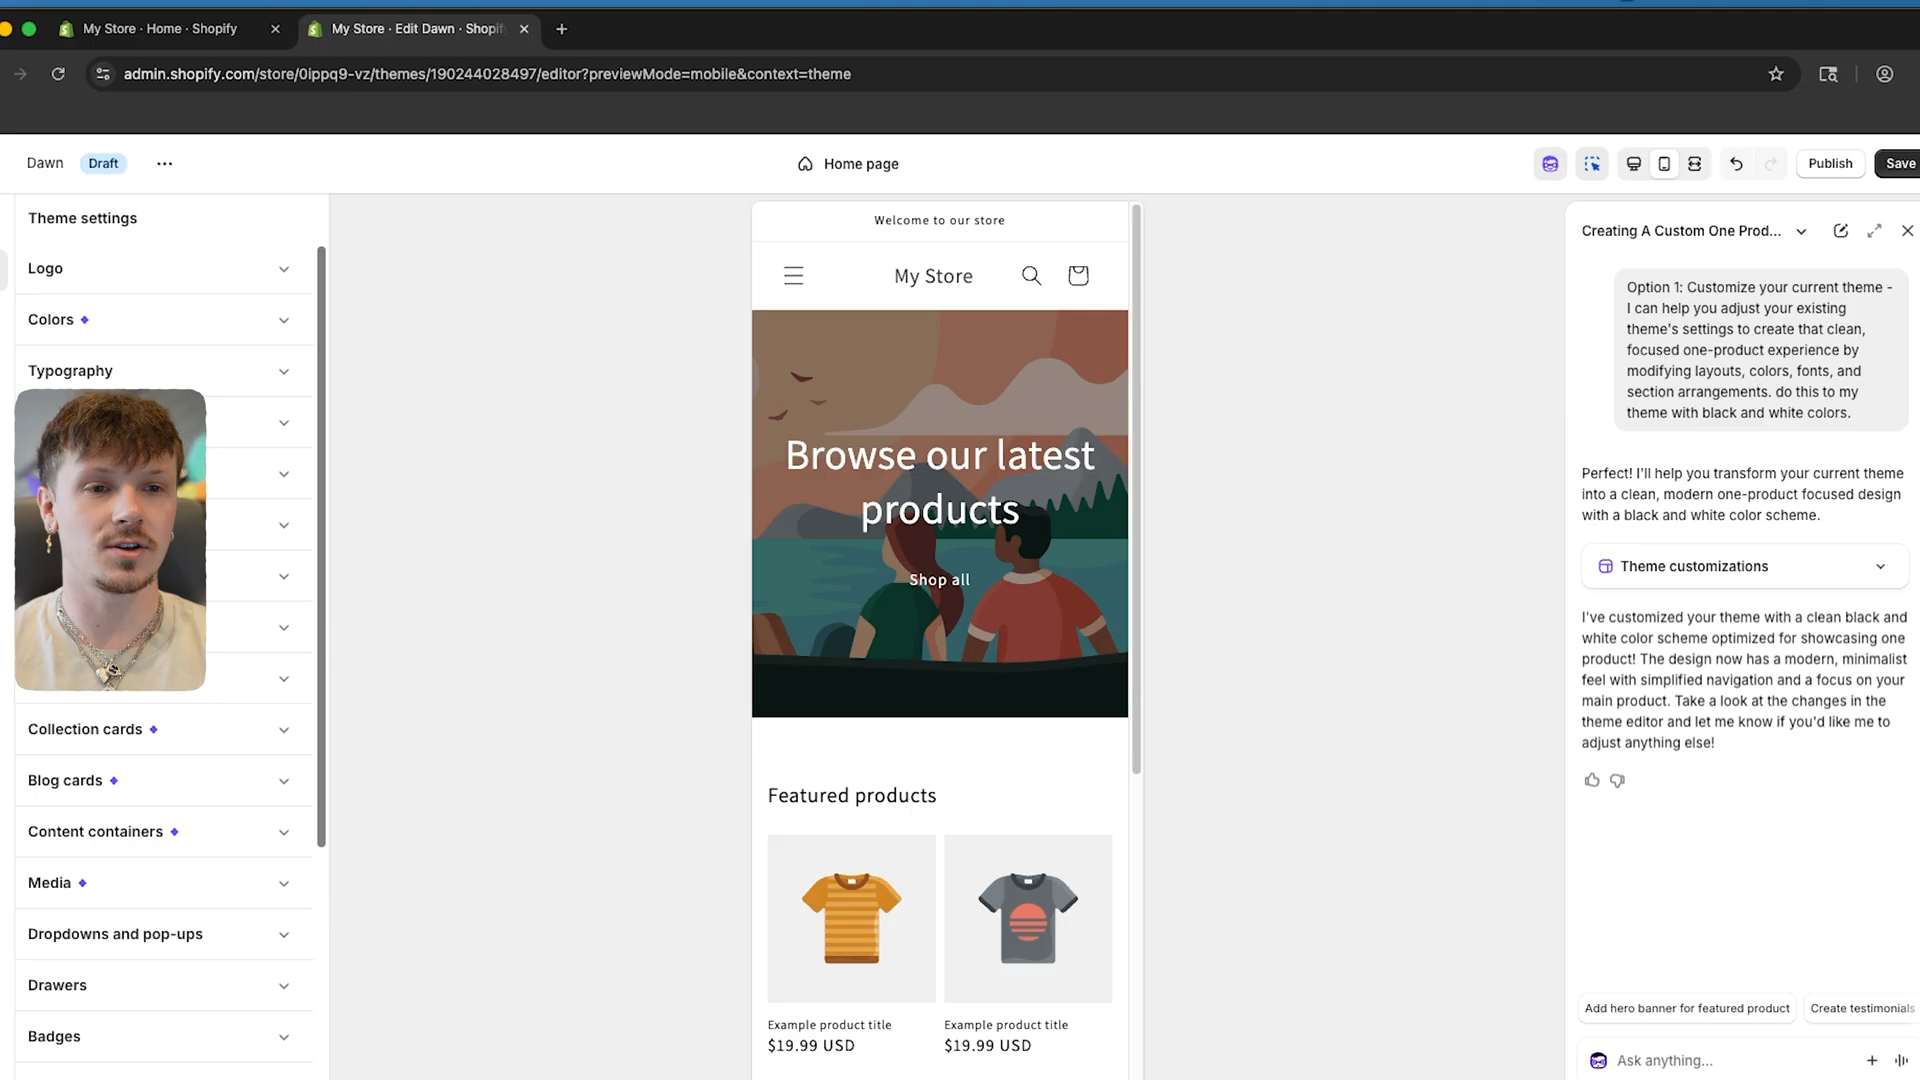 My Store · Home · Shopify
My Store · Edit Dawn · Shopify
admin.shopify.com/store/0ippq9-vz/themes/190244028497/editor?previewMode=mobile&context=theme
Dawn
Draft
Home page
Publish
Save
Theme settings
Logo
Colors
Typography
Collection cards
Blog cards
Content containers
Media
Dropdowns and pop-ups
Drawers
Badges
Welcome to our store
My Store
Browse our latest
products
Shop all
Featured products
Example product title
$19.99 USD
Example product title
$19.99 USD
Creating A Custom One Prod...
Option 1: Customize your current theme -
I can help you adjust your existing
theme's settings to create that clean,
focused one-product experience by
modifying layouts, colors, fonts, and
section arrangements. do this to my
theme with black and white colors.
Perfect! I'll help you transform your current theme
into a clean, modern one-product focused design
with a black and white color scheme.
Theme customizations
I've customized your theme with a clean black and
white color scheme optimized for showcasing one
product! The design now has a modern, minimalist
feel with simplified navigation and a focus on your
main product. Take a look at the changes in the
theme editor and let me know if you'd like me to
adjust anything else!
Add hero banner for featured product
Create testimonials
Ask anything...